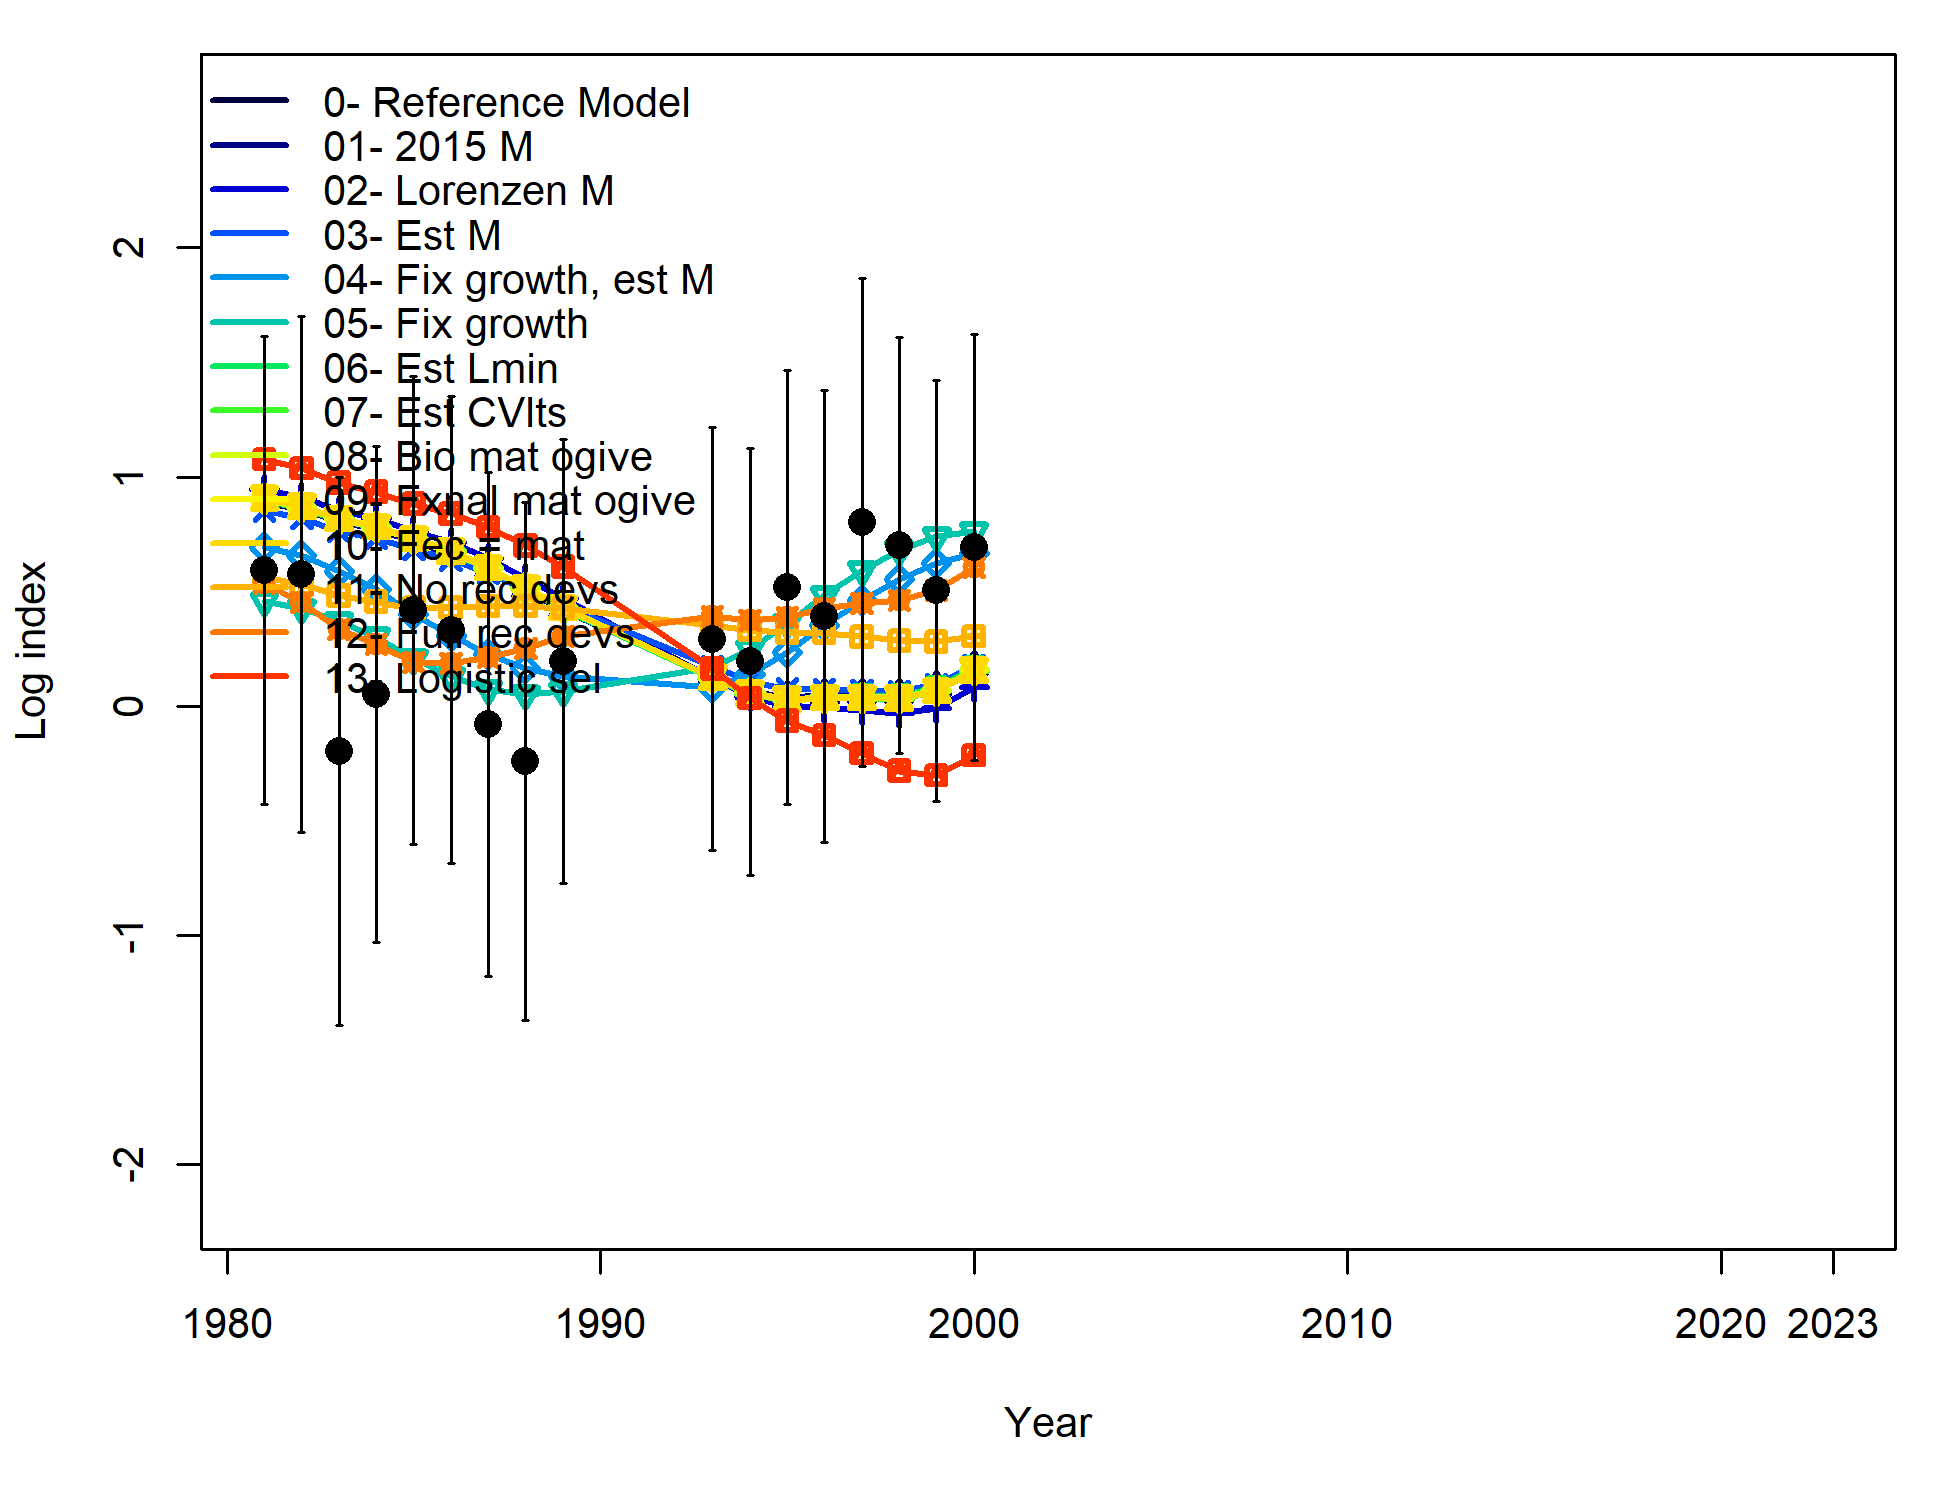 0- Reference Model
01- 2015 M
02- Lorenzen M
03- Est M
04- Fix growth, est M
05- Fix growth
06- Est Lmin
07- Est CVlts
08- Bio mat ogive
09- Fxnal mat ogive
10- Fec = mat
11- No rec devs
12- Full rec devs
13- Logistic sel
Log index
2
1
0
-1
-2
1980 1990 2000 2010 2020 2023
Year